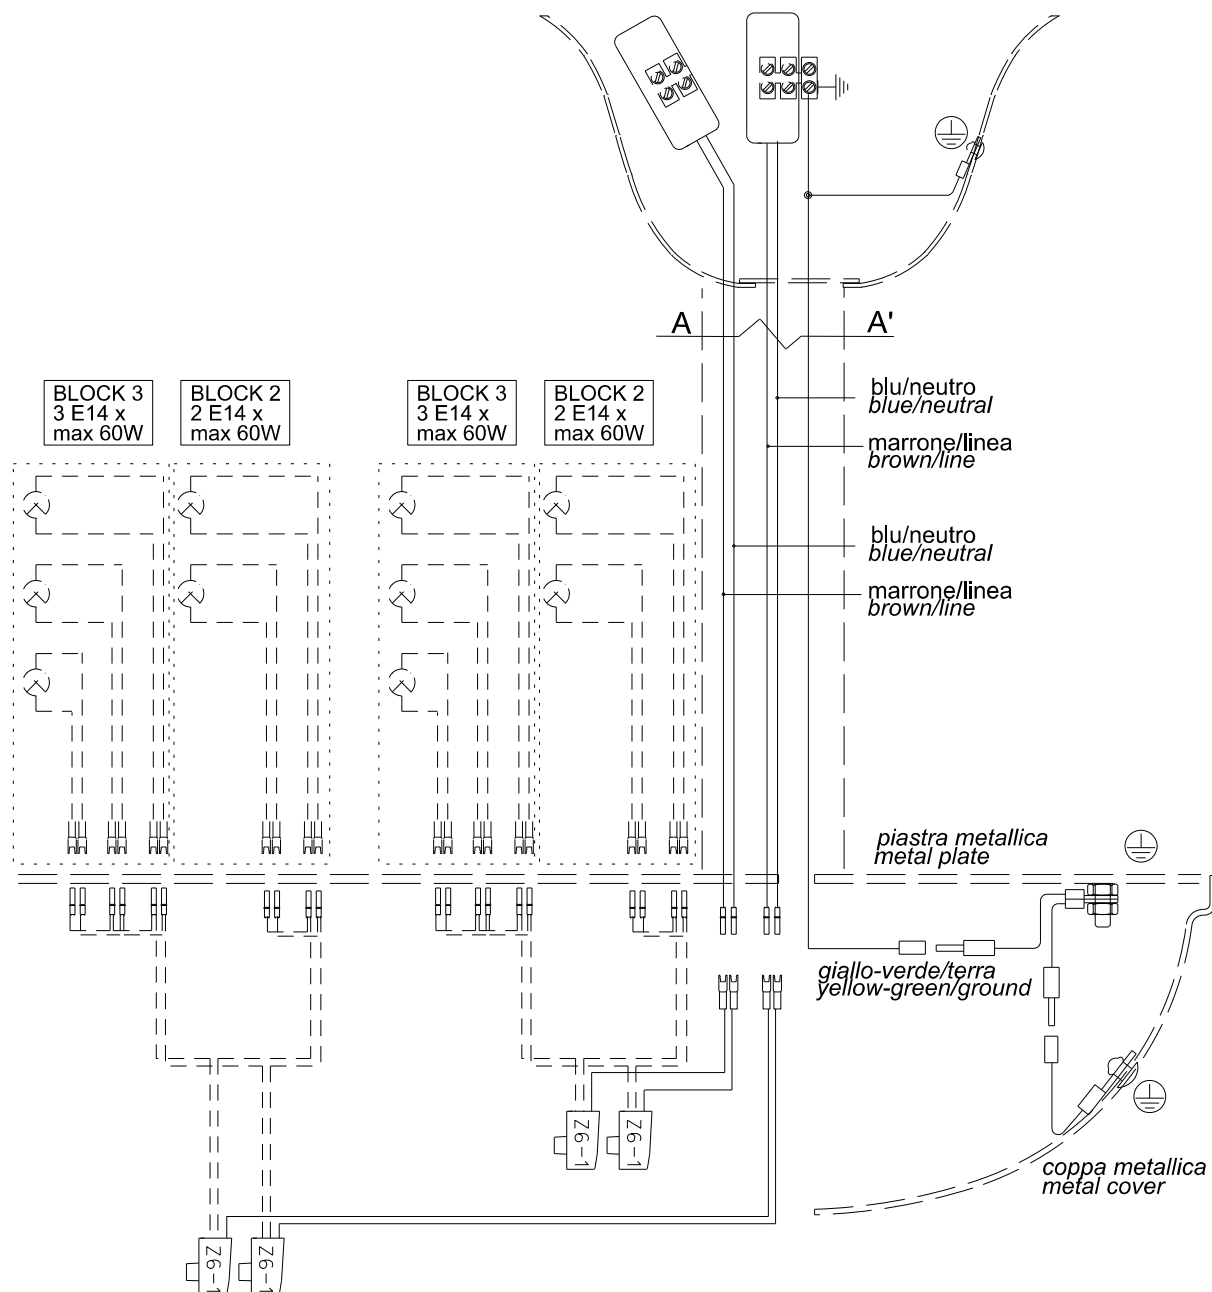 A
A'
BLOCK 3
3 E14 x
max 60W
BLOCK 2
2 E14 x
max 60W
BLOCK 3
3 E14 x
max 60W
BLOCK 2
2 E14 x
max 60W
blu/neutro
blue/neutral
marrone/linea
brown/line
blu/neutro
blue/neutral
marrone/linea
brown/line
piastra metallica
metal plate
giallo-verde/terra
yellow-green/ground
Z6-1
Z6-1
coppa metallica
metal cover
Z6-1
Z6-1